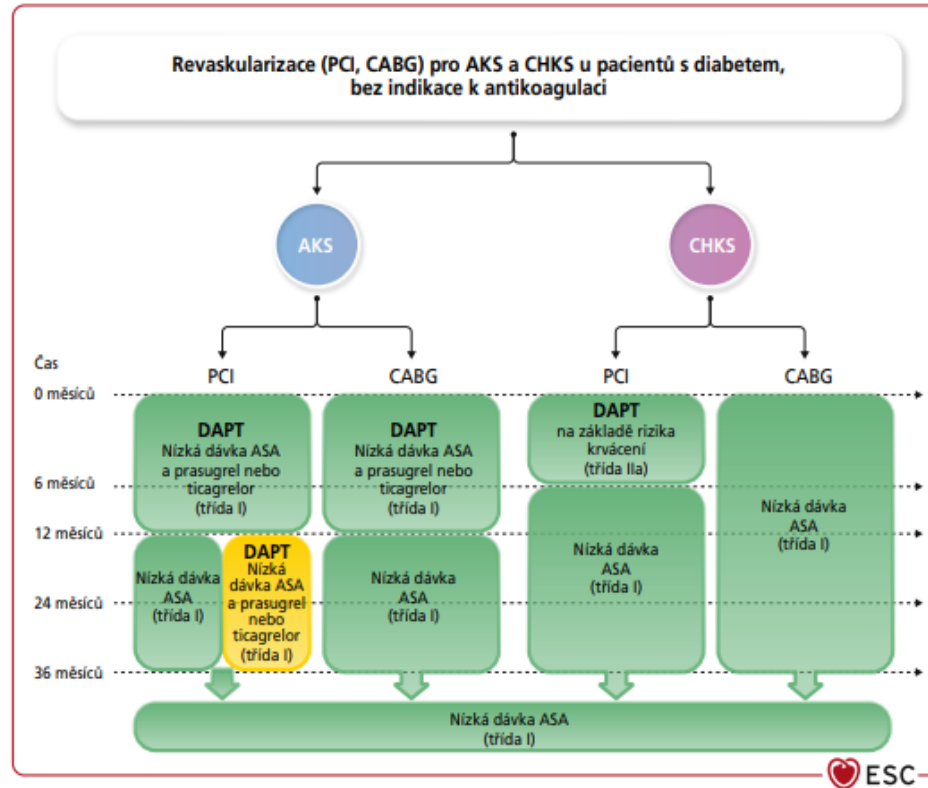 Revaskularizace (PCI, CABG) pro AKS a CHKS u pacientů s diabetem,
bez indikace k antikoagulaci
AKS
CHKS
Čas
PCI
CABG
PCI
CABG
0 měsíců
DAPT
Nízká dávka ASA
a prasugrel nebo
ticagrelor
(třída I)
DAPT
Nízká dávka ASA
a prasugrel nebo
ticagrelor
(třída I)
DAPT
na základě rizika
krvácení
(třída IIa)
6 měsíců
Nízká dávka
ASA
(třída I)
Nízká dávka
ASA
(třída I)
12 měsíců
Nízká dávka
ASA
(třída I)
DAPT
Nízká
dávka ASA
a prasugrel
nebo
ticagrelor
(třída I)
Nízká dávka
ASA
(třída I)
24 měsíců
36 měsíců
Nízká dávka ASA
(třída I)
ESC